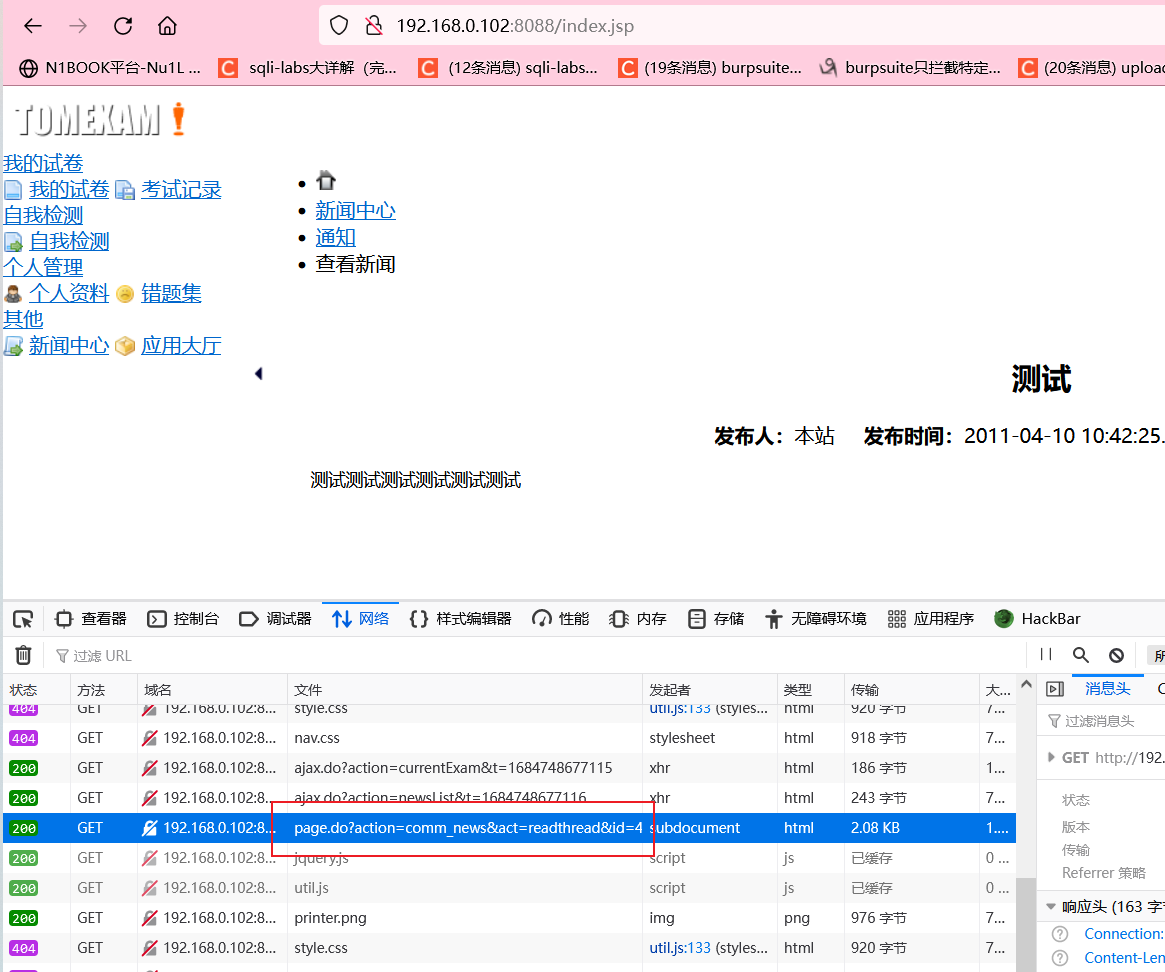 192.168.0.102:8088/index.jsp
N1BOOK平台-Nu1L ... sqli-labs大详解（完... (12条消息) sqli-labs... (19条消息) burpsuite... burpsuite只拦截特定... (20条消息) upload
TOMEXAM
我的试卷
我的试卷 考试记录
自我检测
自我检测
个人管理
个人资料 错题集
其他
新闻中心 应用大厅
新闻中心
通知
查看新闻
测试
发布人：本站 发布时间：2011-04-10 10:42:25.
测试测试测试测试测试测试
查看器 控制台 调试器 网络 样式编辑器 性能 内存 存储 无障碍环境 应用程序 HackBar
过滤 URL 所
状态 方法 域名 文件 发起者 类型 传输 大...
404 GET 192.168.0.102:8... style.css util.js:133 (styles... html 920 字节 7...
404 GET 192.168.0.102:8... nav.css stylesheet html 918 字节 7...
200 GET 192.168.0.102:8... ajax.do?action=currentExam&t=1684748677115 xhr 186 字节 1...
200 GET 192.168.0.102:8... ajax.do?action=newsList&t=1684748677116 xhr 243 字节 7...
200 GET 192.168.0.102:8... page.do?action=comm_news&act=readthread&id=4 subdocument html 2.08 KB 1....
200 GET 192.168.0.102:8... jquery.js script js 已缓存 0 ...
200 GET 192.168.0.102:8... util.js script js 已缓存 0 ...
200 GET 192.168.0.102:8... printer.png img png 976 字节 7...
404 GET 192.168.0.102:8... style.css util.js:133 (styles... html 920 字节 7...
消息头 C
过滤消息头
GET http://192.
状态
版本
传输
Referrer 策略
响应头 (163 字
Connection:
Content-Len